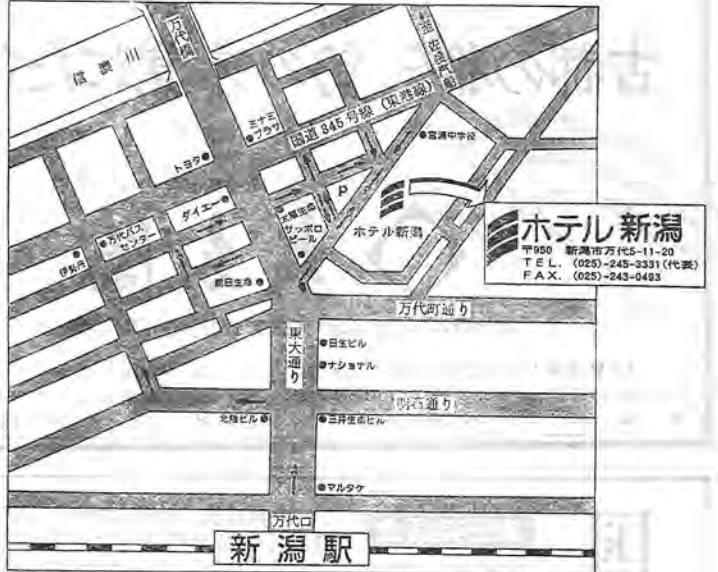 信濃川
万代橋
至 佐渡汽船
ミナミ
プラザ
国道345号線（東港線）
宮浦中学校
トヨタ
P
ダイエー
太陽生命
サッポロ
ビール
ホテル新潟
万代バス
センター
伊勢丹
朝日生命
ホテル新潟
〒950 新潟市万代5-11-20
TEL. (025)-245-3331(代表)
FAX. (025)-243-0493
万代町通り
東大通り
日生ビル
ナショナル
明石通り
北陸ビル
三井生命ビル
マルタケ
万代口
新潟駅